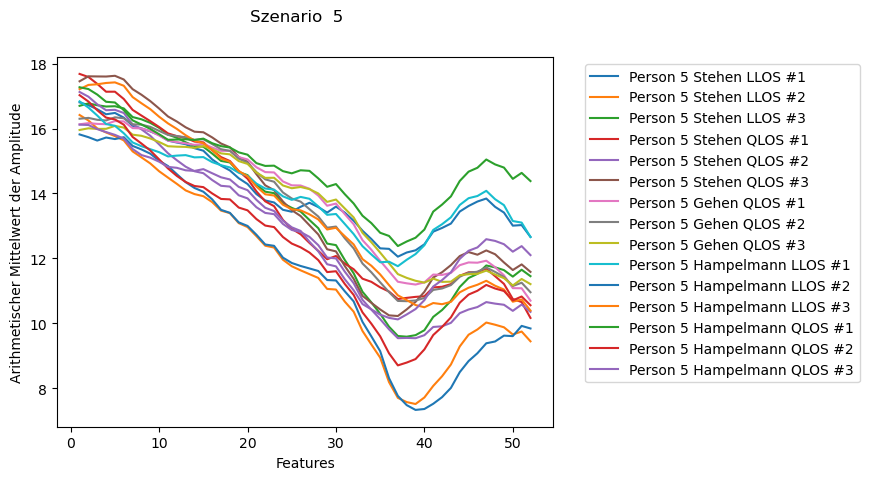 Szenario  5
Arithmetischer Mittelwert der Amplitude
18
16
14
12
10
8
0 10 20 30 40 50
Features
Person 5 Stehen LLOS #1
Person 5 Stehen LLOS #2
Person 5 Stehen LLOS #3
Person 5 Stehen QLOS #1
Person 5 Stehen QLOS #2
Person 5 Stehen QLOS #3
Person 5 Gehen QLOS #1
Person 5 Gehen QLOS #2
Person 5 Gehen QLOS #3
Person 5 Hampelmann LLOS #1
Person 5 Hampelmann LLOS #2
Person 5 Hampelmann LLOS #3
Person 5 Hampelmann QLOS #1
Person 5 Hampelmann QLOS #2
Person 5 Hampelmann QLOS #3